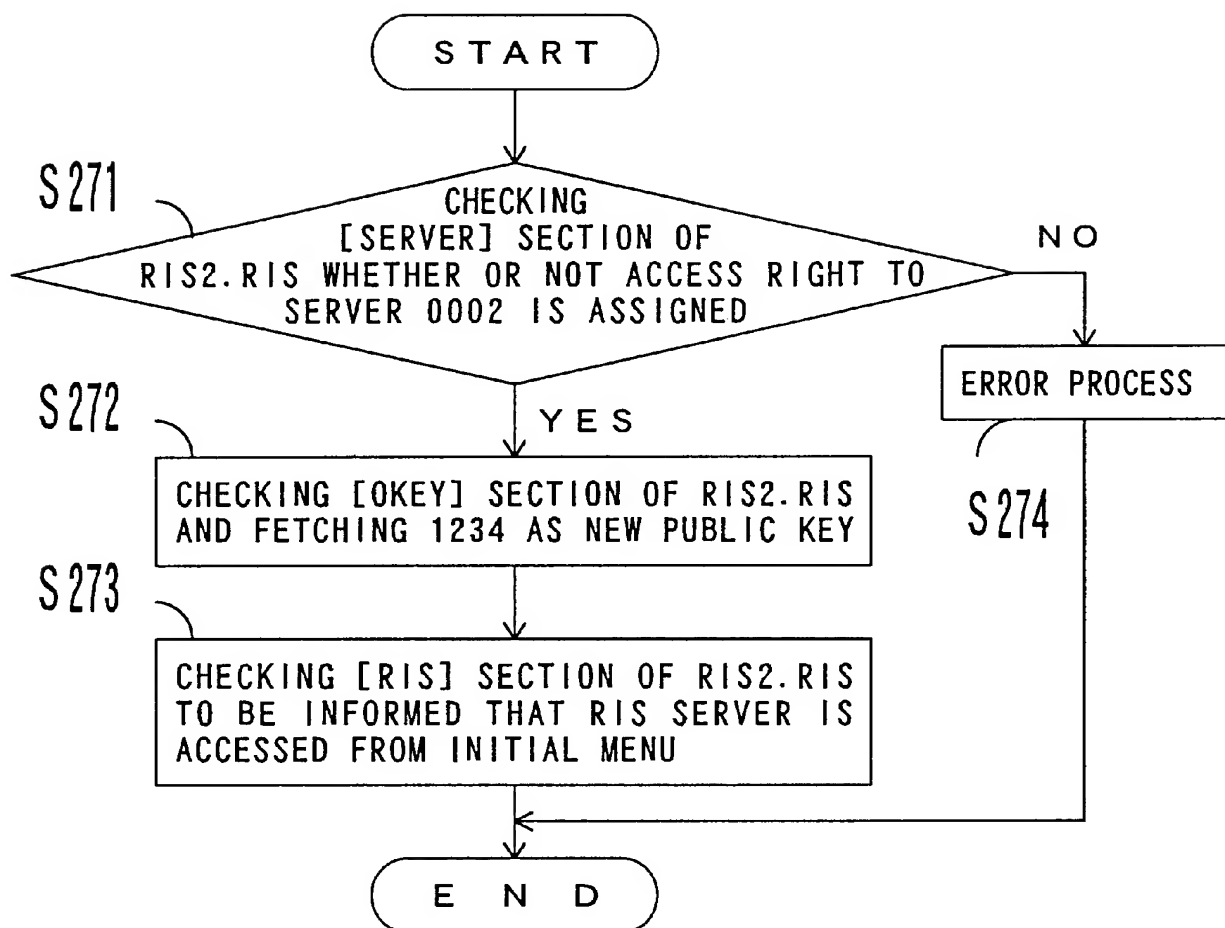 START
S271
CHECKING
[SERVER] SECTION OF
RIS2.RIS WHETHER OR NOT ACCESS RIGHT TO
SERVER 0002 IS ASSIGNED
NO
ERROR PROCESS
S274
YES
S272
CHECKING [OKEY] SECTION OF RIS2.RIS
AND FETCHING 1234 AS NEW PUBLIC KEY
S273
CHECKING [RIS] SECTION OF RIS2.RIS
TO BE INFORMED THAT RIS SERVER IS
ACCESSED FROM INITIAL MENU
END